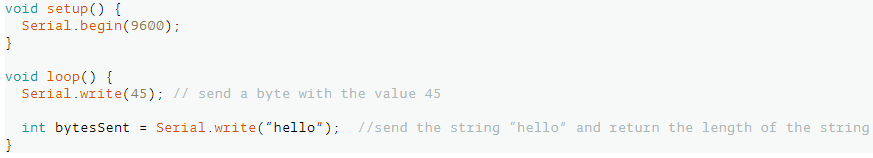 void setup() {
  Serial.begin(9600);
}

void loop() {
  Serial.write(45); // send a byte with the value 45

  int bytesSent = Serial.write("hello");  //send the string "hello" and return the length of the string
}